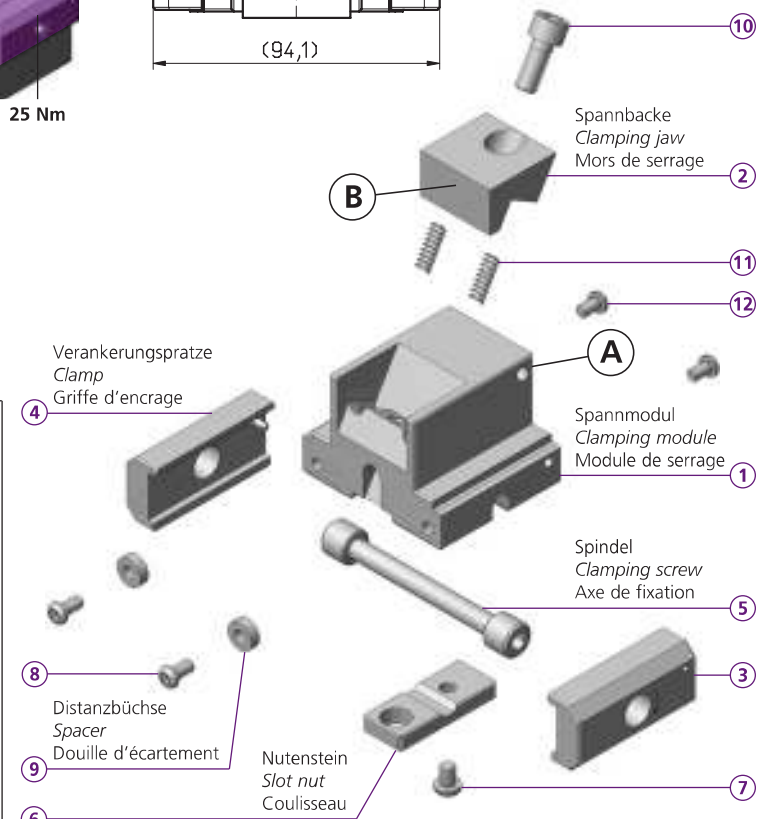 (94,1)
25 Nm
10
Spannbacke
Clamping jaw
Mors de serrage
2
B
11
12
A
Verankerungspratze
Clamp
Griffe d'encrage
4
Spannmodul
Clamping module
Module de serrage
1
Spindel
Clamping screw
Axe de fixation
5
8
3
Distanzbüchse
Spacer
Douille d'écartement
9
Nutenstein
Slot nut
Coulisseau
7
6